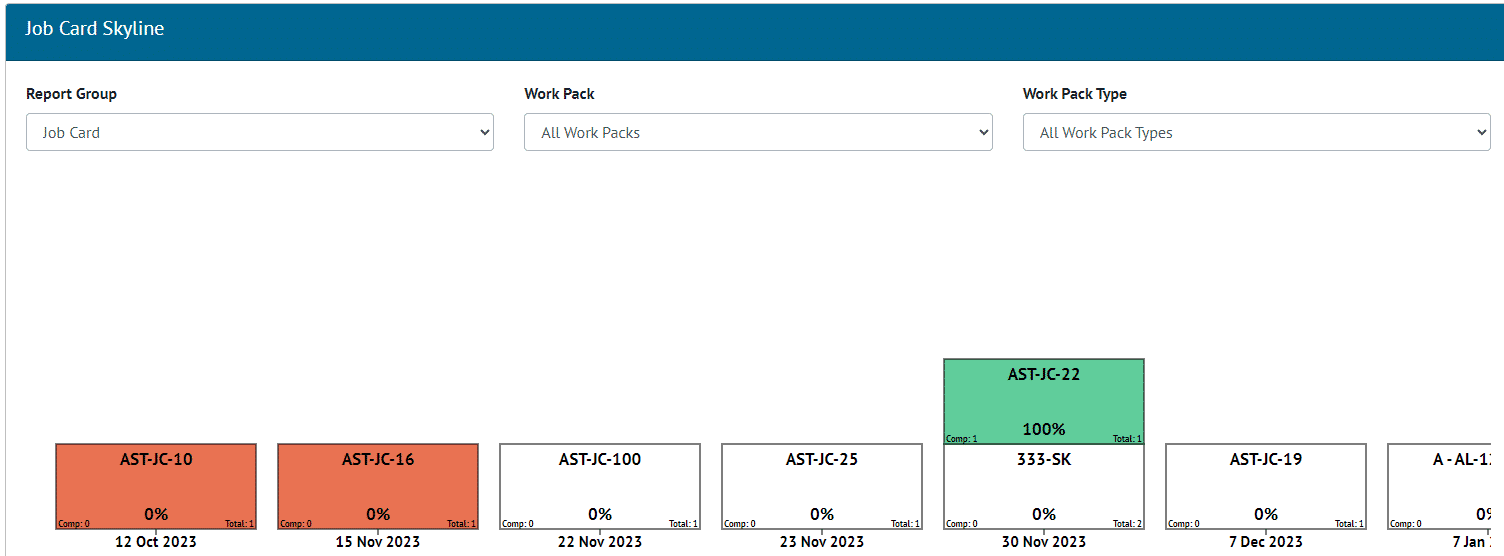 Job Card Skyline
Report Group
Work Pack
Work Pack Type
Job Card
All Work Packs
All Work Pack Types
AST-JC-22
100%
Comp: 1
Total: 1
AST-JC-10
0%
Comp: 0
Total: 1
AST-JC-16
0%
Comp: 0
Total: 1
AST-JC-100
0%
Comp: 0
Total: 1
AST-JC-25
0%
Comp: 0
Total: 1
333-SK
0%
Comp: 0
Total: 2
AST-JC-19
0%
Comp: 0
Total: 1
A - AL-1
0%
Comp: 0
12 Oct 2023
15 Nov 2023
22 Nov 2023
23 Nov 2023
30 Nov 2023
7 Dec 2023
7 Jan